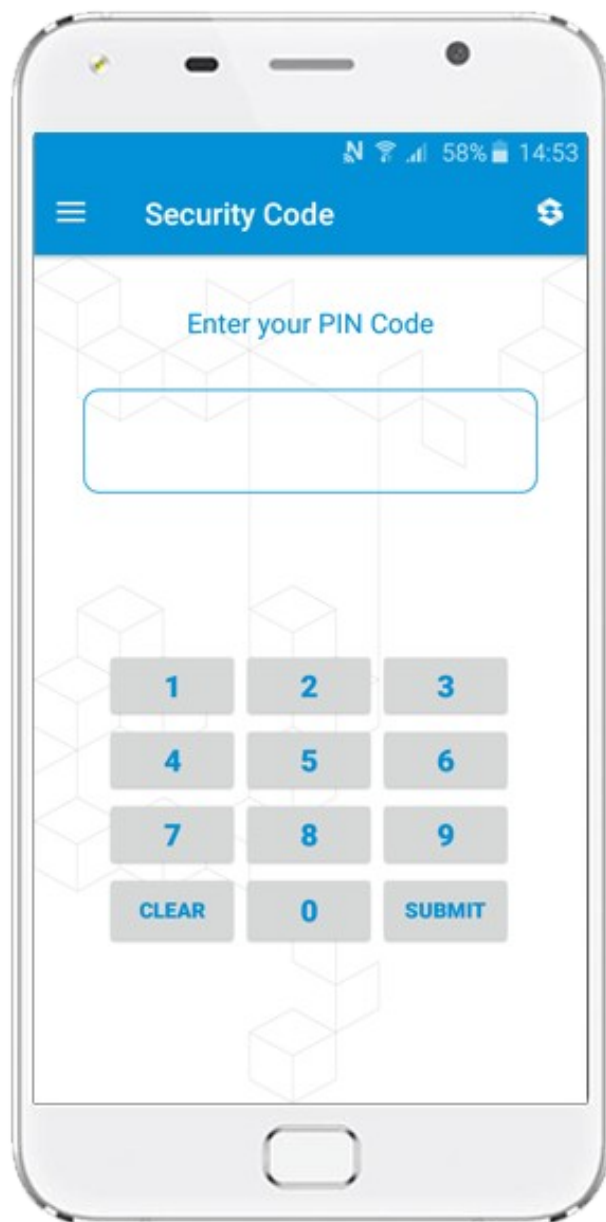 58% 14:53
Security Code
Enter your PIN Code
1 2 3
4 5 6
7 8 9
CLEAR 0 SUBMIT